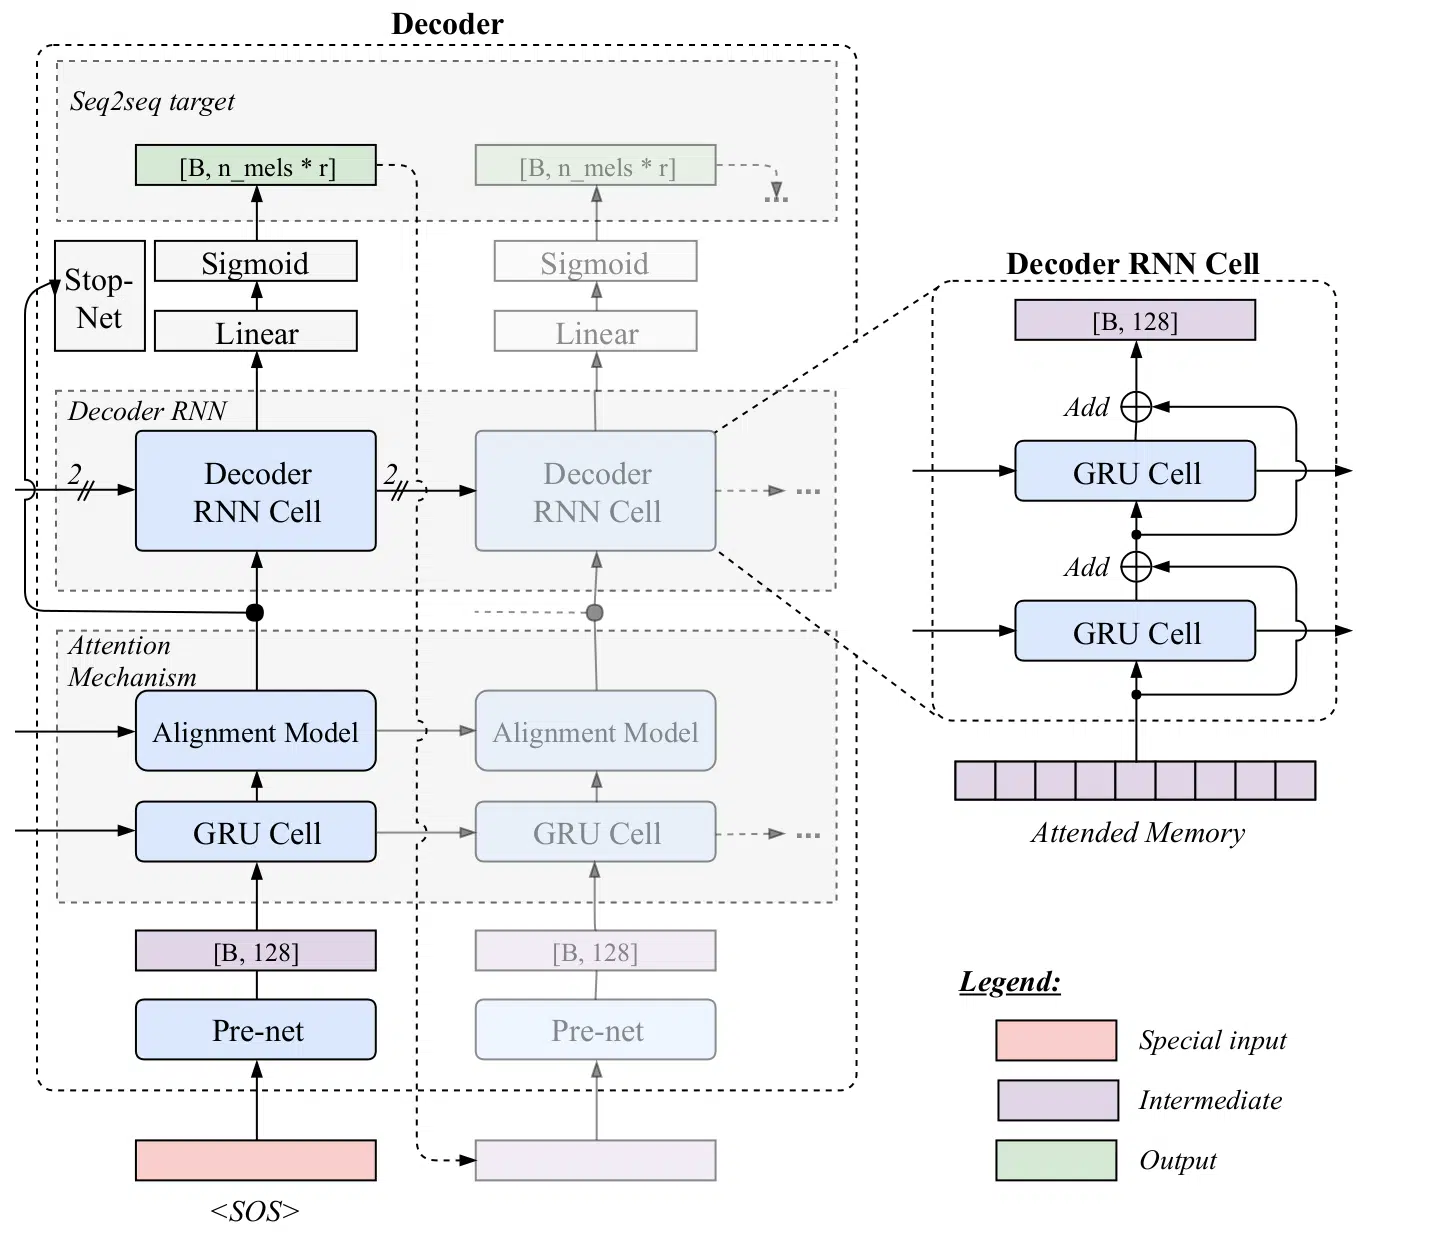 Decoder
Seq2seq target
[B, n_mels * r]
[B, n_mels * r]
...
Stop-
Net
Sigmoid
Sigmoid
Linear
Linear
Decoder RNN
2
Decoder
RNN Cell
2
Decoder
RNN Cell
...
Attention
Mechanism
Alignment Model
Alignment Model
GRU Cell
GRU Cell
...
[B, 128]
[B, 128]
Pre-net
Pre-net
<SOS>
Decoder RNN Cell
[B, 128]
Add
GRU Cell
Add
GRU Cell
Attended Memory
Legend:
Special input
Intermediate
Output